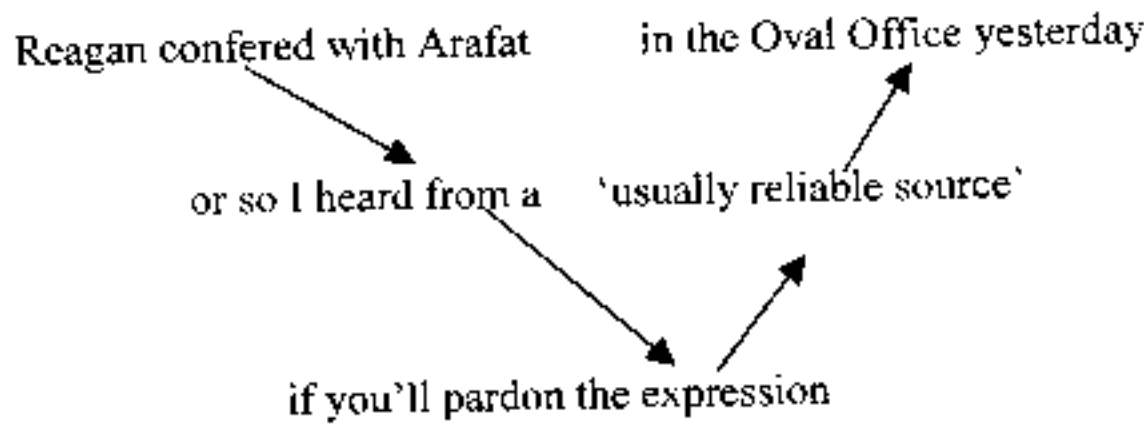 Reagan confered with Arafat in the Oval Office yesterday
or so I heard from a 'usually reliable source'
if you'll pardon the expression